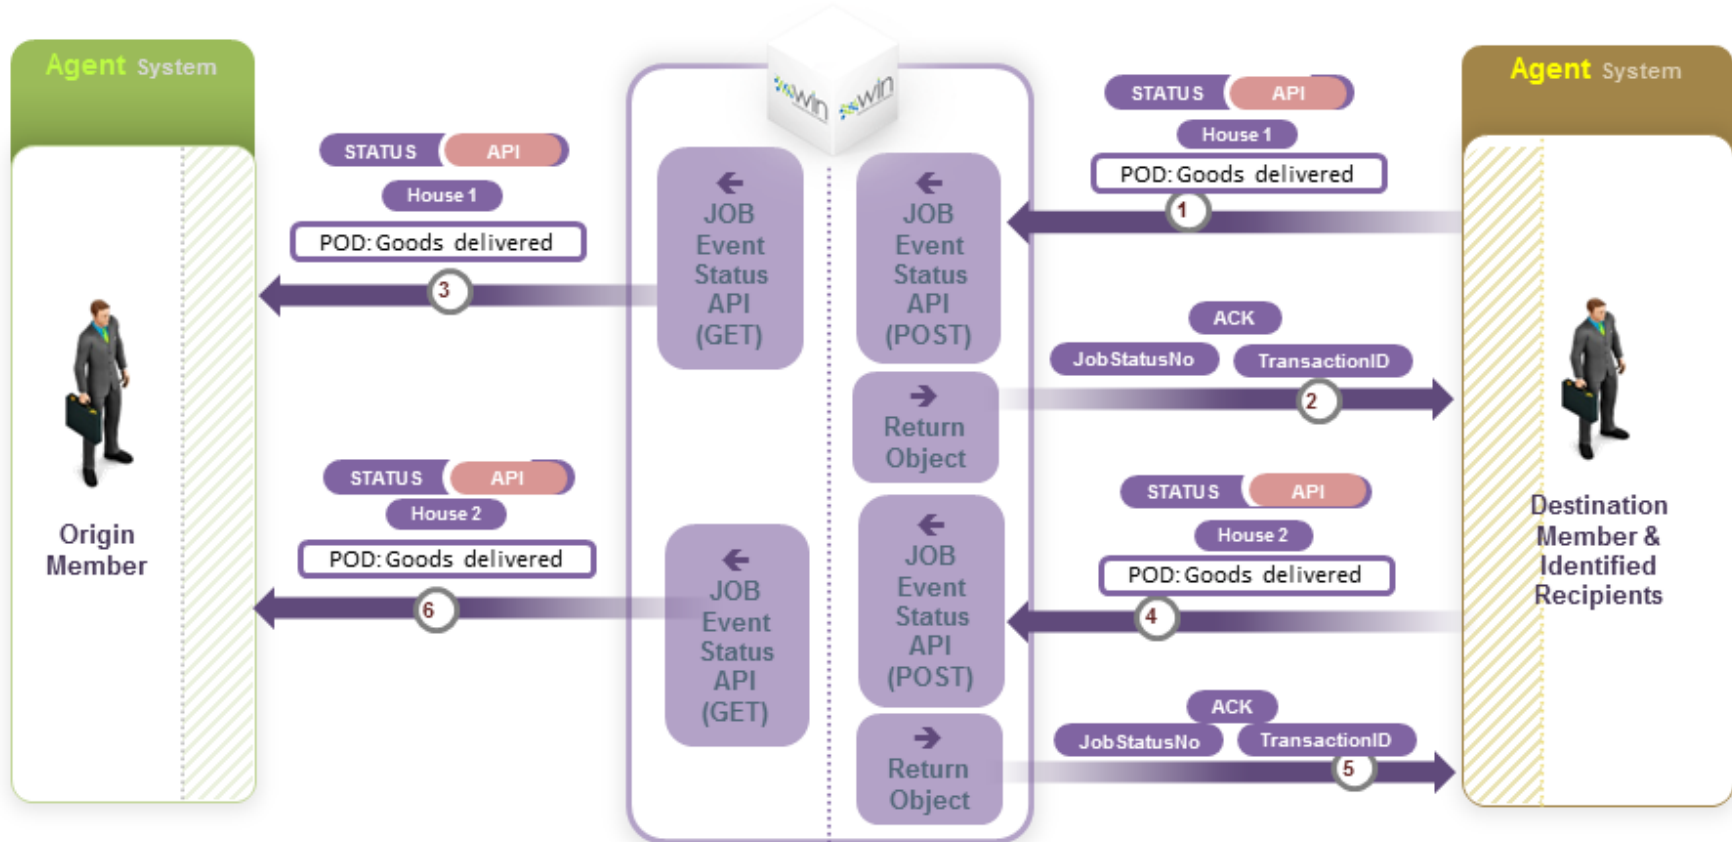 Agent System
STATUS API
House 1
POD: Goods delivered
3
STATUS API
House 2
POD: Goods delivered
6
Origin
Member
win win
←
JOB
Event
Status
API
(GET)
←
JOB
Event
Status
API
(GET)
←
JOB
Event
Status
API
(POST)
→
Return
Object
←
JOB
Event
Status
API
(POST)
→
Return
Object
STATUS API
House 1
POD: Goods delivered
1
ACK
JobStatusNo TransactionID
2
STATUS API
House 2
POD: Goods delivered
4
ACK
JobStatusNo TransactionID
5
Agent System
Destination
Member &
Identified
Recipients